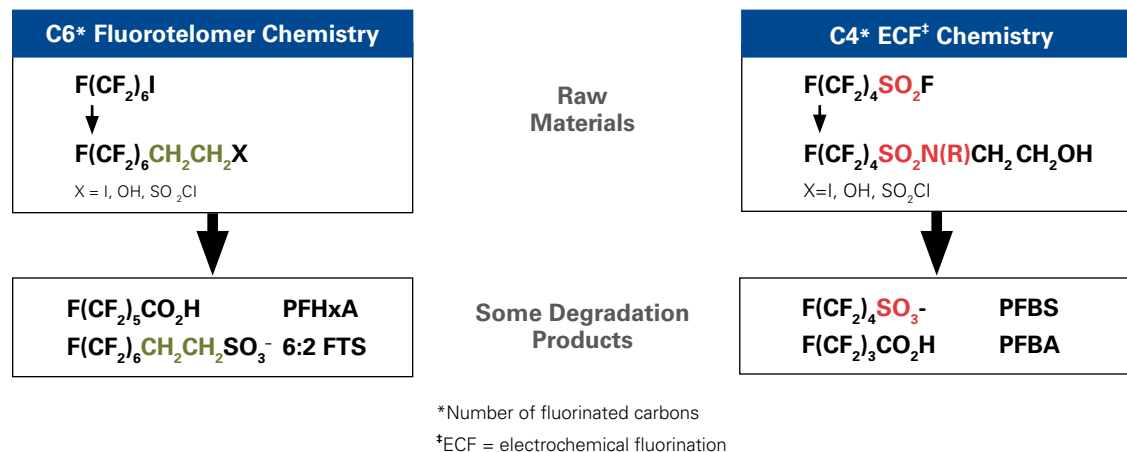 C6* Fluorotelomer Chemistry
F(CF₂)₆I
F(CF₂)₆CH₂CH₂X
X = I, OH, SO₂Cl
Raw
Materials
C4* ECF‡ Chemistry
F(CF₂)₄SO₂F
F(CF₂)₄SO₂N(R)CH₂CH₂OH
X=I, OH, SO₂Cl
F(CF₂)₅CO₂H PFHxA
F(CF₂)₆CH₂CH₂SO₃⁻ 6:2 FTS
Some Degradation
Products
F(CF₂)₄SO₃- PFBS
F(CF₂)₃CO₂H PFBA
*Number of fluorinated carbons
‡ECF = electrochemical fluorination